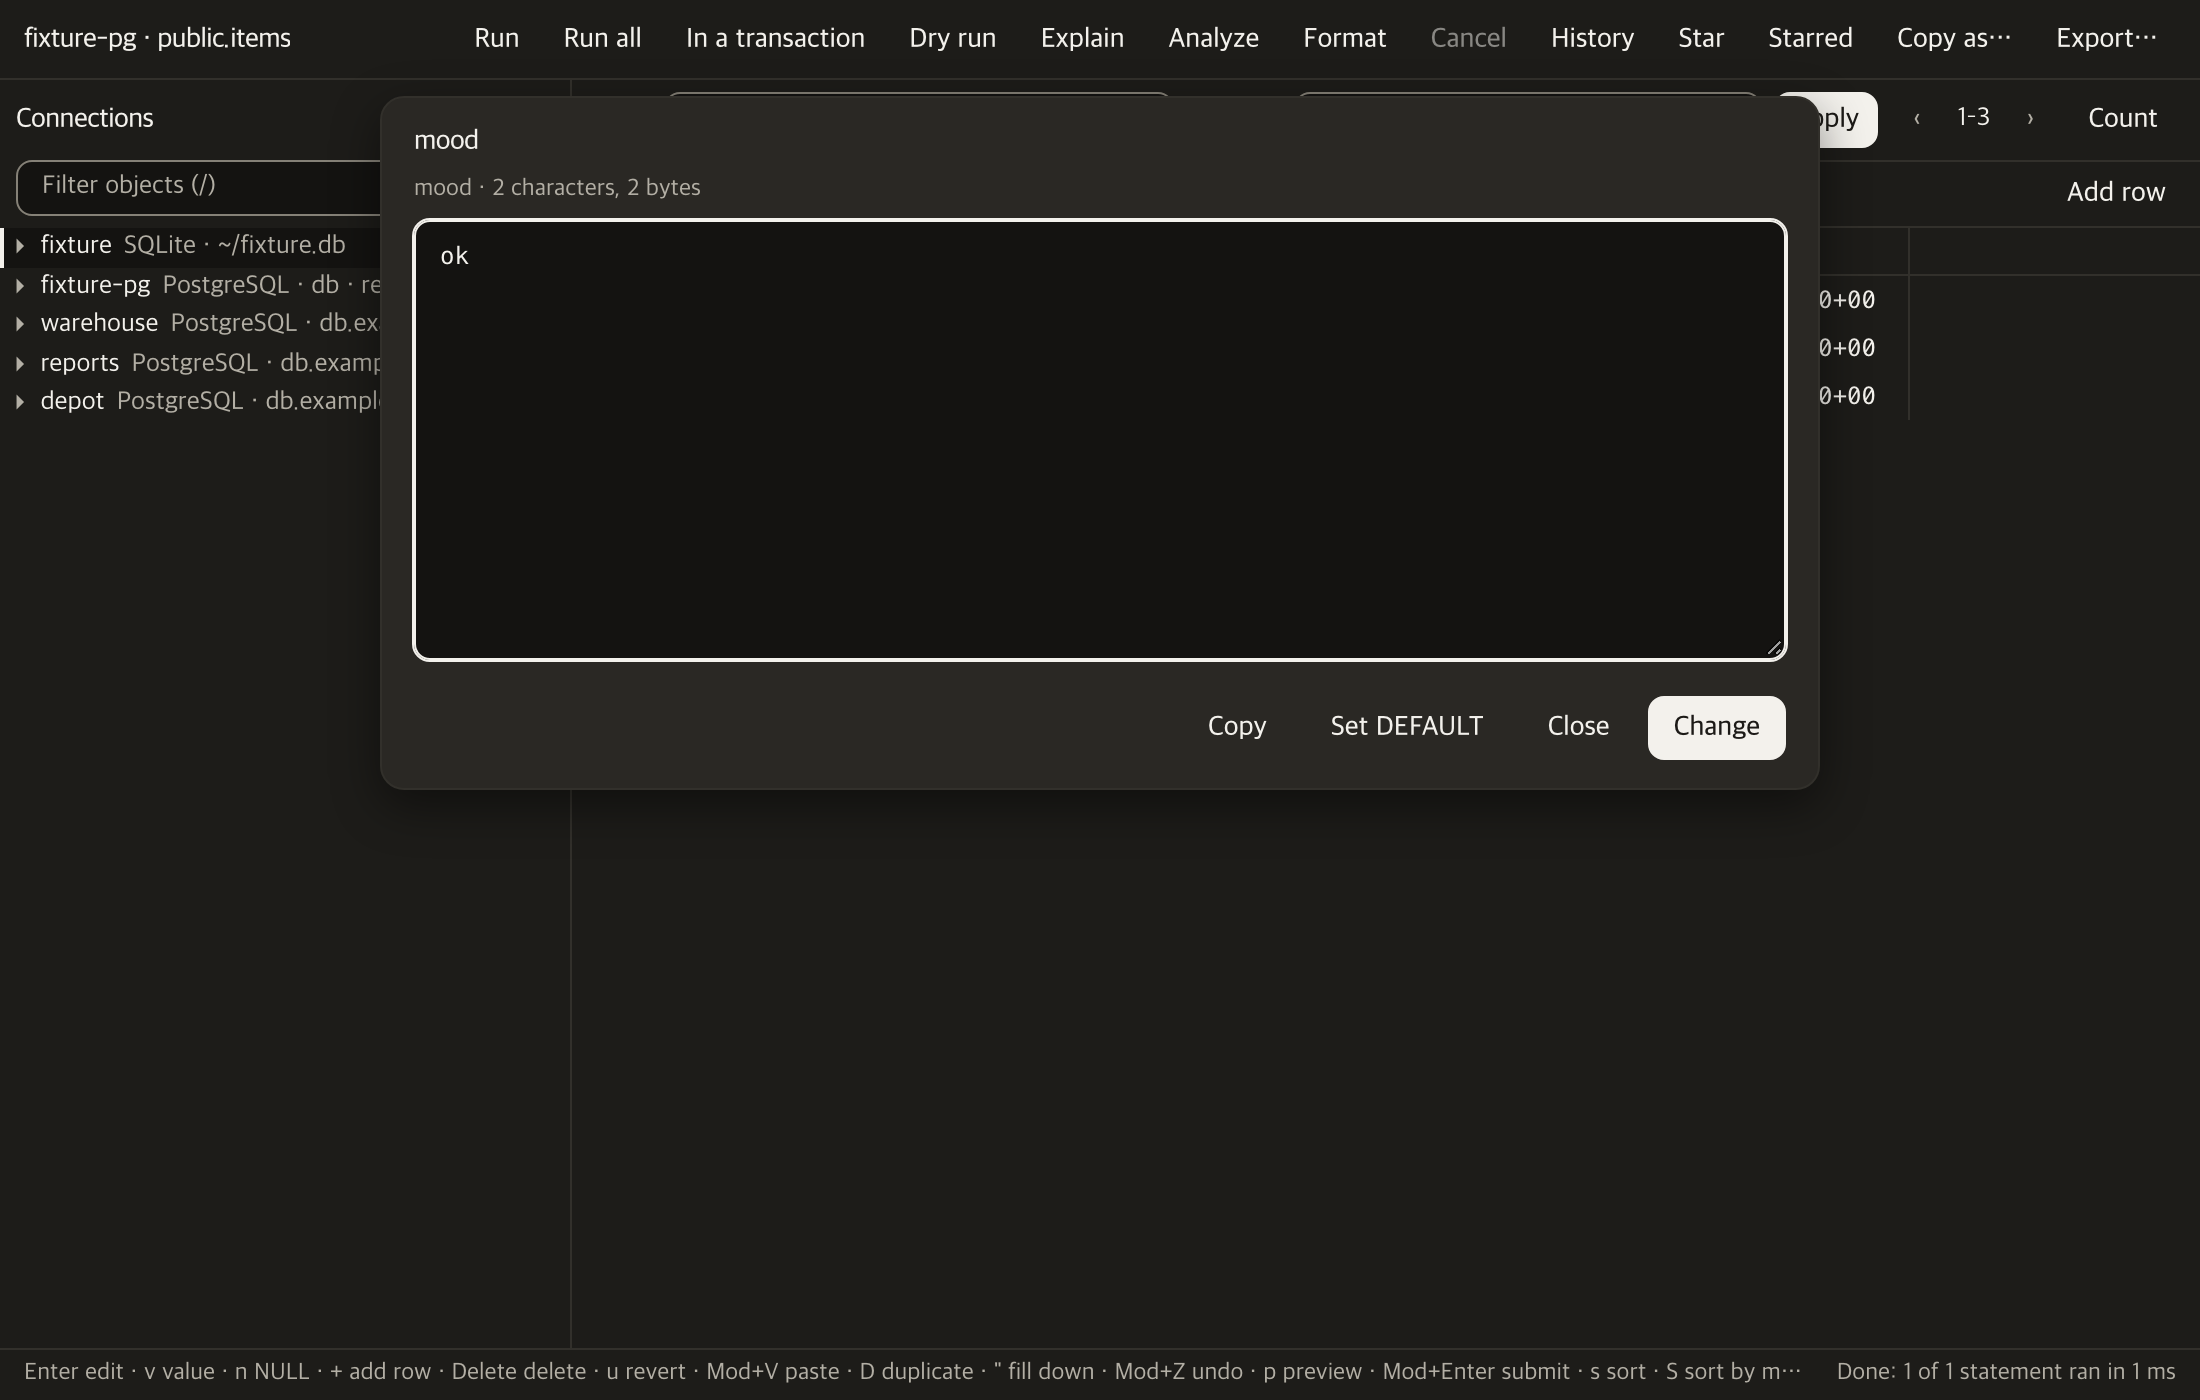 fixture-pg · public.items Run Run all In a transaction Dry run Explain Analyze Format Cancel History Star Starred Copy as··· Export···
Connections
‹ 1-3 › Count
Filter objects (/)
Add row
fixture SQLite · ~/fixture.db
fixture-pg PostgreSQL · db · re
warehouse PostgreSQL · db.ex
reports PostgreSQL · db.examp
depot PostgreSQL · db.exampl
mood
mood · 2 characters, 2 bytes
ok
Copy Set DEFAULT Close Change
0+00
0+00
0+00
Enter edit · v value · n NULL · + add row · Delete delete · u revert · Mod+V paste · D duplicate · " fill down · Mod+Z undo · p preview · Mod+Enter submit · s sort · S sort by m··· Done: 1 of 1 statement ran in 1 ms